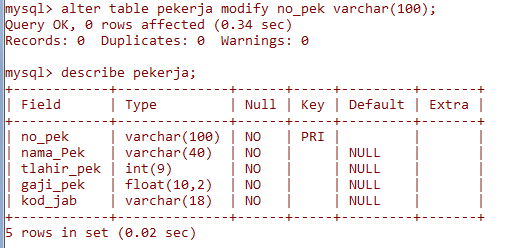 mysql> alter table pekerja modify no_pek varchar(100);
Query OK, 0 rows affected (0.34 sec)
Records: 0  Duplicates: 0  Warnings: 0

mysql> describe pekerja;
+------------+--------------+------+-----+---------+-------+
| Field      | Type         | Null | Key | Default | Extra |
+------------+--------------+------+-----+---------+-------+
| no_pek     | varchar(100) | NO   | PRI |         |       |
| nama_Pek   | varchar(40)  | NO   |     | NULL    |       |
| tlahir_pek | int(9)       | NO   |     | NULL    |       |
| gaji_pek   | float(10,2)  | NO   |     | NULL    |       |
| kod_jab    | varchar(18)  | NO   |     | NULL    |       |
+------------+--------------+------+-----+---------+-------+
5 rows in set (0.02 sec)